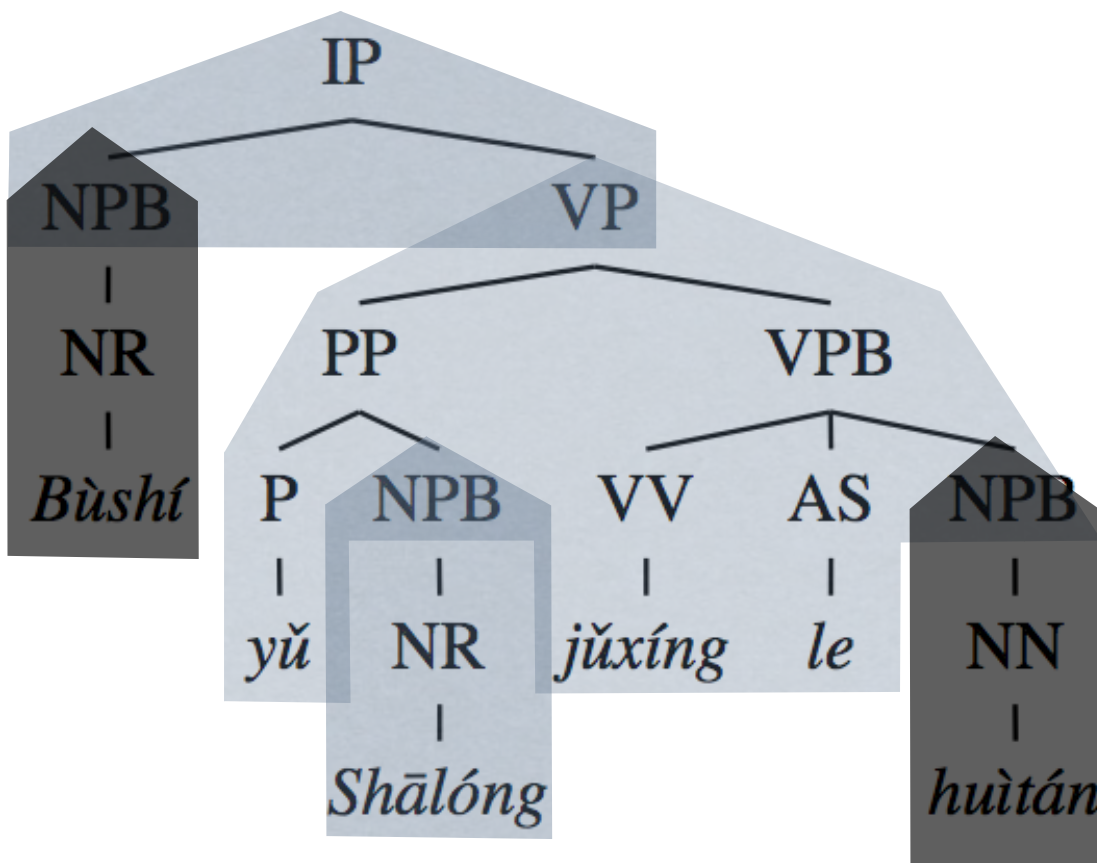 IP
NPB VP
NR PP VPB
Bùshí P NPB VV AS NPB
yǔ NR jǔxíng le NN
Shālóng huìtán